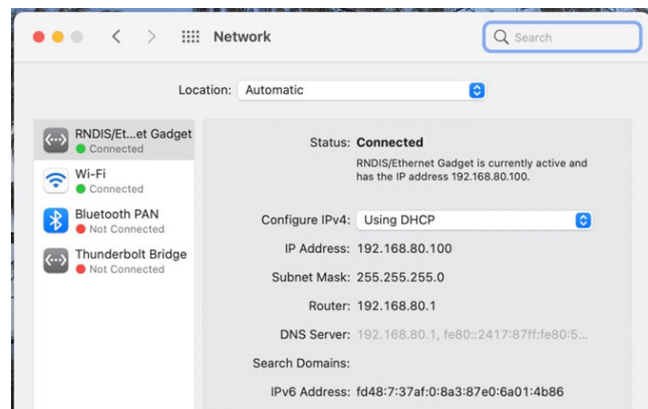 Network
Search
Location: Automatic
RNDIS/Et...et Gadget
Connected
Wi-Fi
Connected
Bluetooth PAN
Not Connected
Thunderbolt Bridge
Not Connected
Status: Connected
RNDIS/Ethernet Gadget is currently active and
has the IP address 192.168.80.100.
Configure IPv4: Using DHCP
IP Address: 192.168.80.100
Subnet Mask: 255.255.255.0
Router: 192.168.80.1
DNS Server: 192.168.80.1, fe80::2417:87ff:fe80:5...
Search Domains:
IPv6 Address: fd48:7:37af:0:8a3:87e0:6a01:4b86